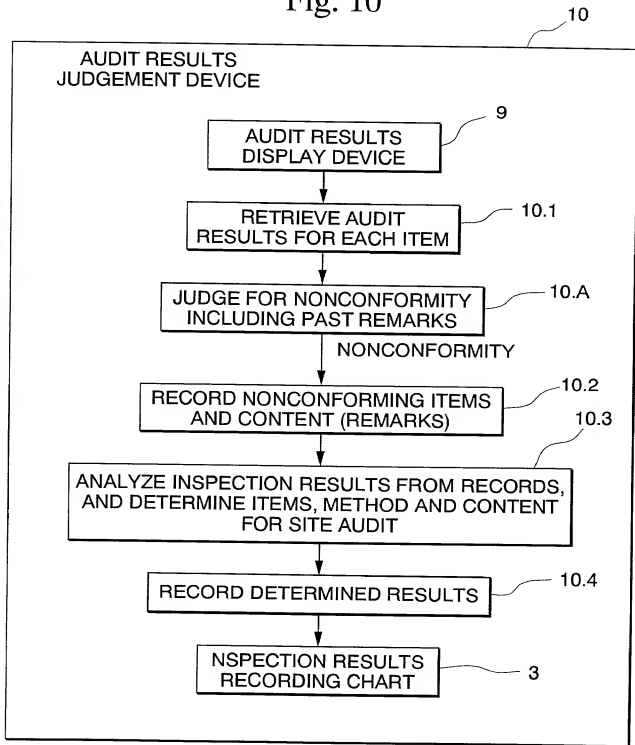 Fig. 10
10
AUDIT RESULTS
JUDGEMENT DEVICE
9
AUDIT RESULTS
DISPLAY DEVICE
10.1
RETRIEVE AUDIT
RESULTS FOR EACH ITEM
10.A
JUDGE FOR NONCONFORMITY
INCLUDING PAST REMARKS
NONCONFORMITY
10.2
RECORD NONCONFORMING ITEMS
AND CONTENT (REMARKS)
10.3
ANALYZE INSPECTION RESULTS FROM RECORDS,
AND DETERMINE ITEMS, METHOD AND CONTENT
FOR SITE AUDIT
10.4
RECORD DETERMINED RESULTS
NSPECTION RESULTS
RECORDING CHART
3